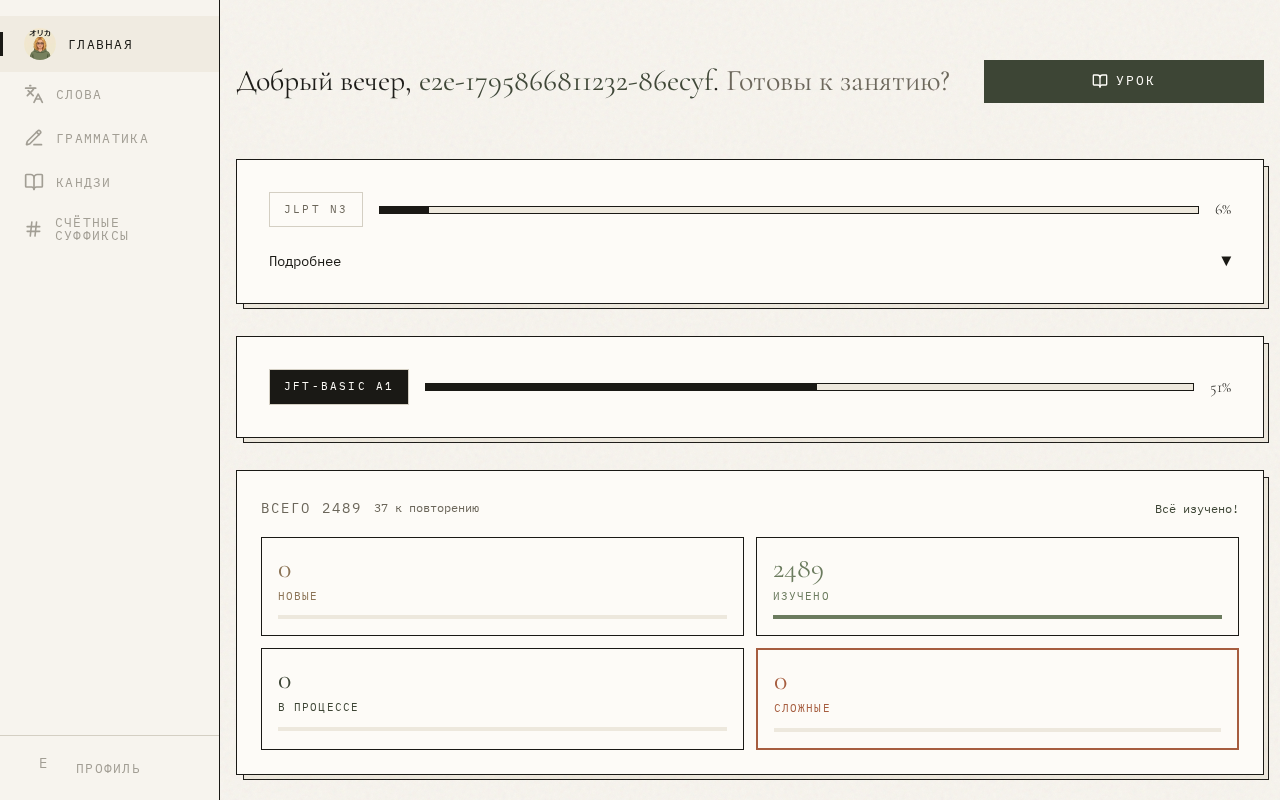 オリカ
ГЛАВНАЯ
СЛОВА
ГРАММАТИКА
КАНДЗИ
СЧЁТНЫЕ
СУФФИКСЫ
E
ПРОФИЛЬ
Добрый вечер, e2e-1795866811232-86ecyf. Готовы к занятию?
УРОК
JLPT N3
6%
Подробнее
▼
JFT-BASIC A1
51%
ВСЕГО 2489 37 к повторению
Всё изучено!
0
НОВЫЕ
2489
ИЗУЧЕНО
0
В ПРОЦЕССЕ
0
СЛОЖНЫЕ